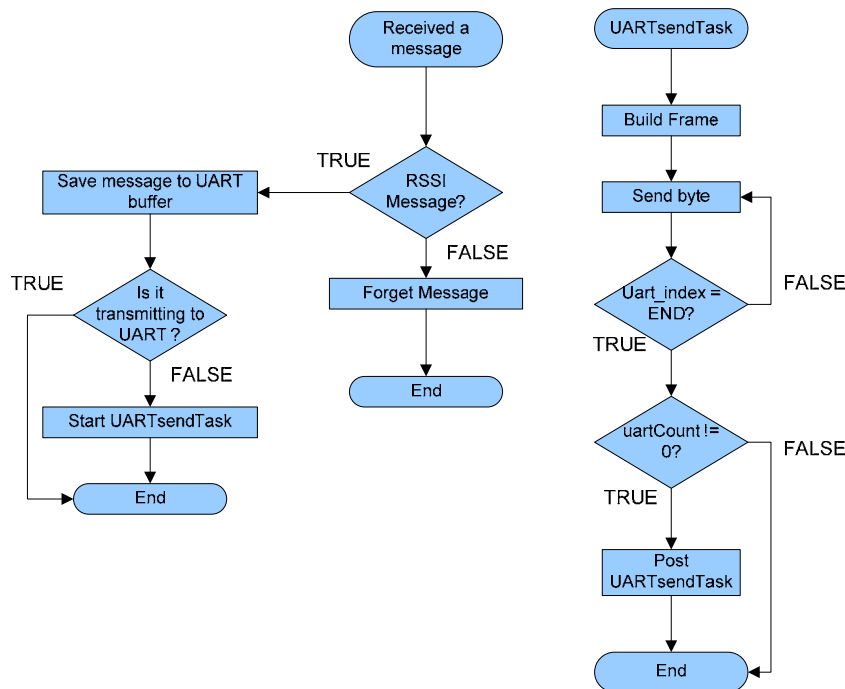 Received a
message
TRUE
RSSI
Message?
Save message to UART
buffer
FALSE
TRUE
Forget Message
Is it
transmitting to
UART ?
FALSE
End
Start UARTsendTask
End
UARTsendTask
Build Frame
Send byte
FALSE
Uart_index =
END?
TRUE
uartCount !=
0?
FALSE
TRUE
Post
UARTsendTask
End